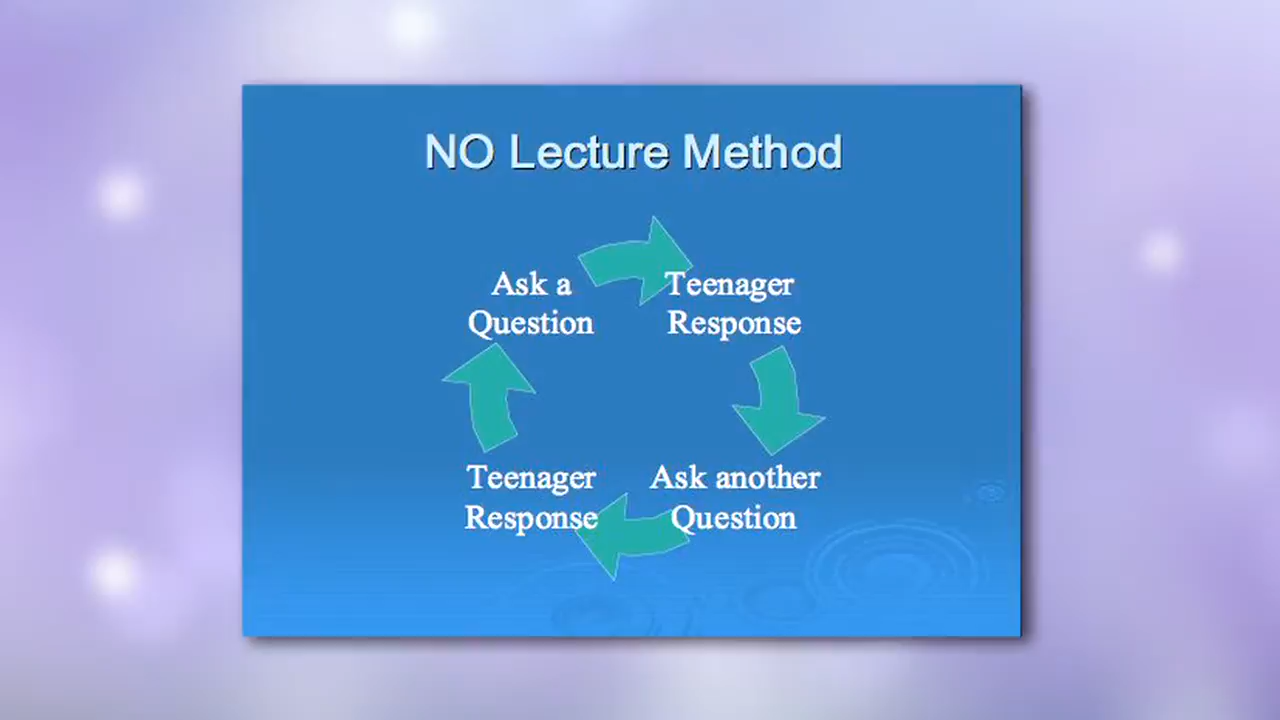 NO Lecture Method
Ask a
Question
Teenager
Response
Ask another
Question
Teenager
Response